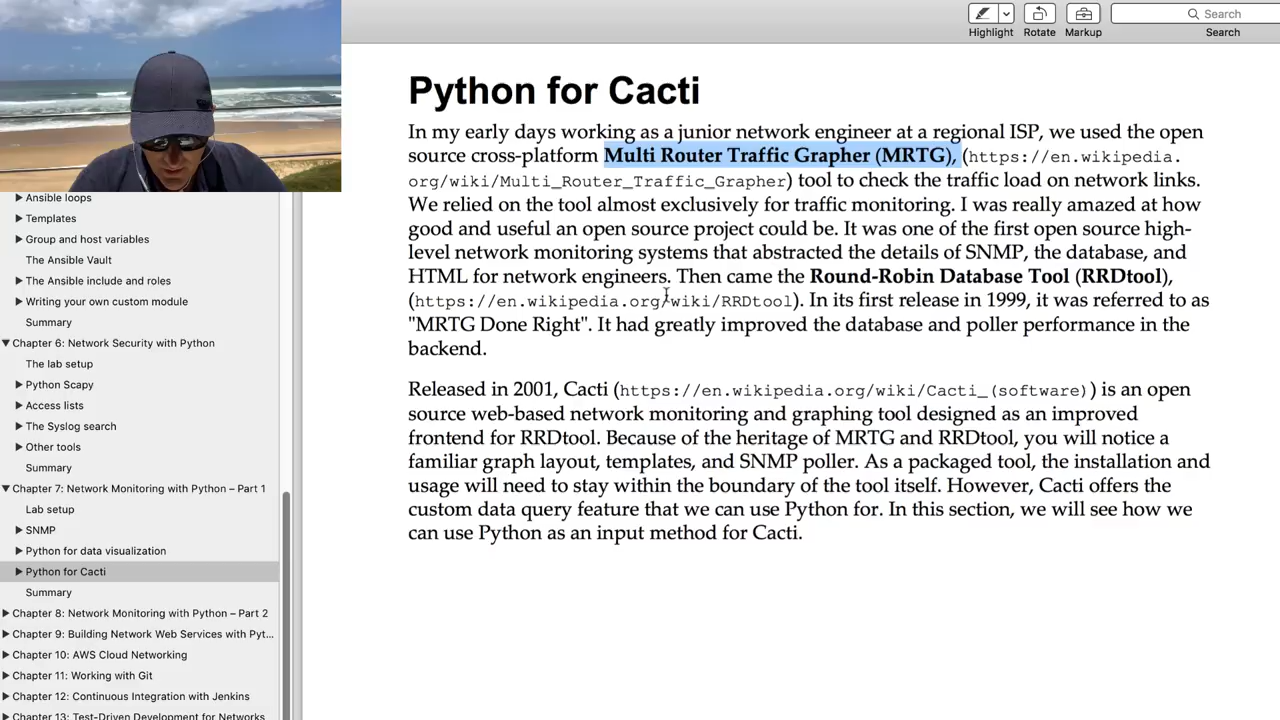 Highlight
Rotate
Markup
Search
Search
Python for Cacti
In my early days working as a junior network engineer at a regional ISP, we used the open
source cross-platform Multi Router Traffic Grapher (MRTG), (https://en.wikipedia.
org/wiki/Multi_Router_Traffic_Grapher) tool to check the traffic load on network links.
We relied on the tool almost exclusively for traffic monitoring. I was really amazed at how
good and useful an open source project could be. It was one of the first open source high-
level network monitoring systems that abstracted the details of SNMP, the database, and
HTML for network engineers. Then came the Round-Robin Database Tool (RRDtool),
(https://en.wikipedia.org/wiki/RRDtool). In its first release in 1999, it was referred to as
"MRTG Done Right". It had greatly improved the database and poller performance in the
backend.
Released in 2001, Cacti (https://en.wikipedia.org/wiki/Cacti_(software)) is an open
source web-based network monitoring and graphing tool designed as an improved
frontend for RRDtool. Because of the heritage of MRTG and RRDtool, you will notice a
familiar graph layout, templates, and SNMP poller. As a packaged tool, the installation and
usage will need to stay within the boundary of the tool itself. However, Cacti offers the
custom data query feature that we can use Python for. In this section, we will see how we
can use Python as an input method for Cacti.
Ansible loops
Templates
Group and host variables
The Ansible Vault
The Ansible include and roles
Writing your own custom module
Summary
Chapter 6: Network Security with Python
The lab setup
Python Scapy
Access lists
The Syslog search
Other tools
Summary
Chapter 7: Network Monitoring with Python – Part 1
Lab setup
SNMP
Python for data visualization
Python for Cacti
Summary
Chapter 8: Network Monitoring with Python – Part 2
Chapter 9: Building Network Web Services with Pyt...
Chapter 10: AWS Cloud Networking
Chapter 11: Working with Git
Chapter 12: Continuous Integration with Jenkins
Chapter 13: Test-Driven Development for Networks